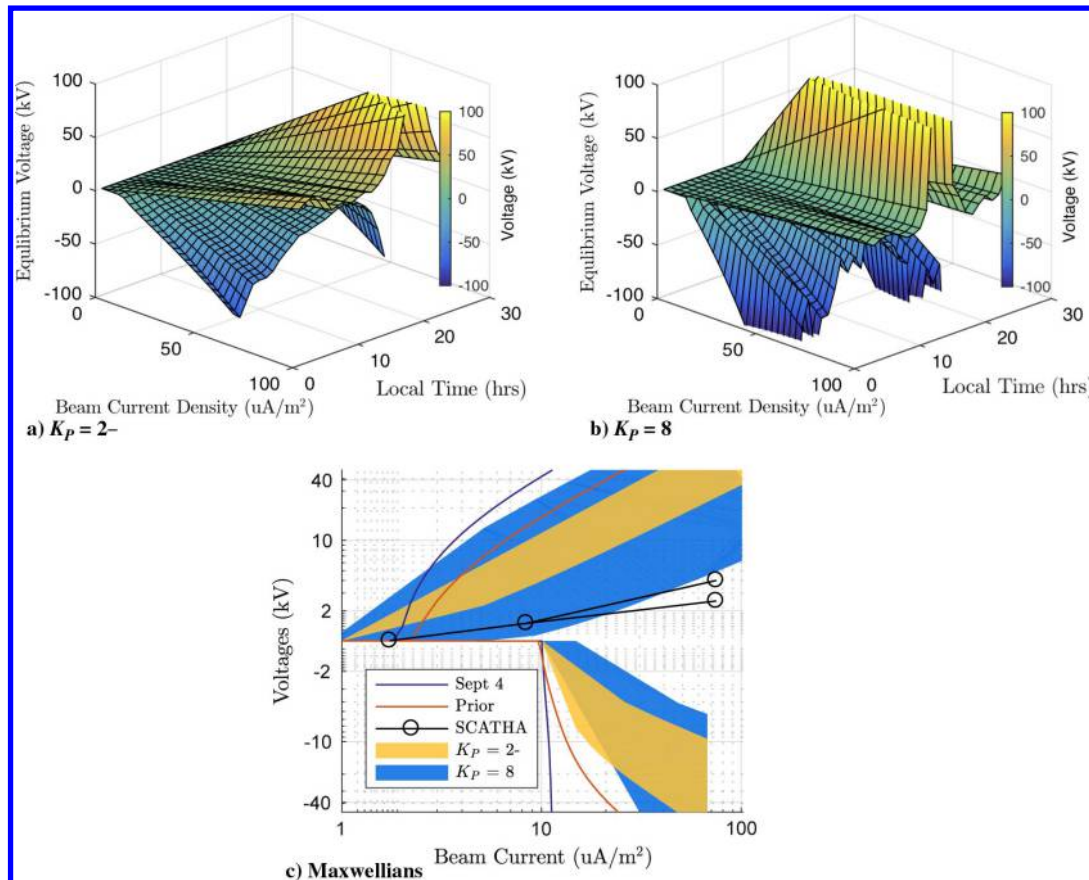 100
50
0
-50
-100
Equlibrium Voltage (kV)
0
50
100
Beam Current Density (uA/m²)
0
10
20
30
Local Time (hrs)
100
50
0
-50
-100
Voltage (kV)
a) K_P = 2–
100
50
0
-50
-100
Equlibrium Voltage (kV)
0
50
100
Beam Current Density (uA/m²)
0
10
20
30
Local Time (hrs)
100
50
0
-50
-100
Voltage (kV)
b) K_P = 8
40
10
2
-2
-10
-40
Voltages (kV)
Sept 4
Prior
SCATHA
K_P = 2-
K_P = 8
1
10
100
Beam Current (uA/m²)
c) Maxwellians